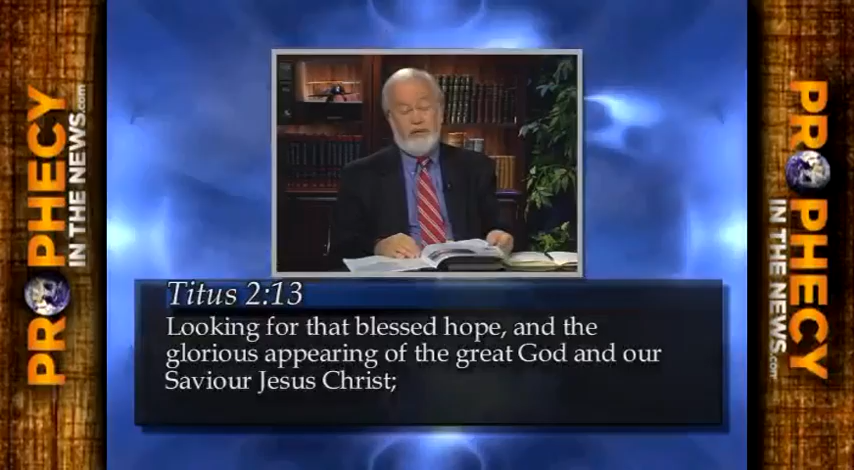 PROPHECY
IN THE NEWS.com
Titus 2:13
Looking for that blessed hope, and the
glorious appearing of the great God and our
Saviour Jesus Christ;
PROPHECY
IN THE NEWS.com